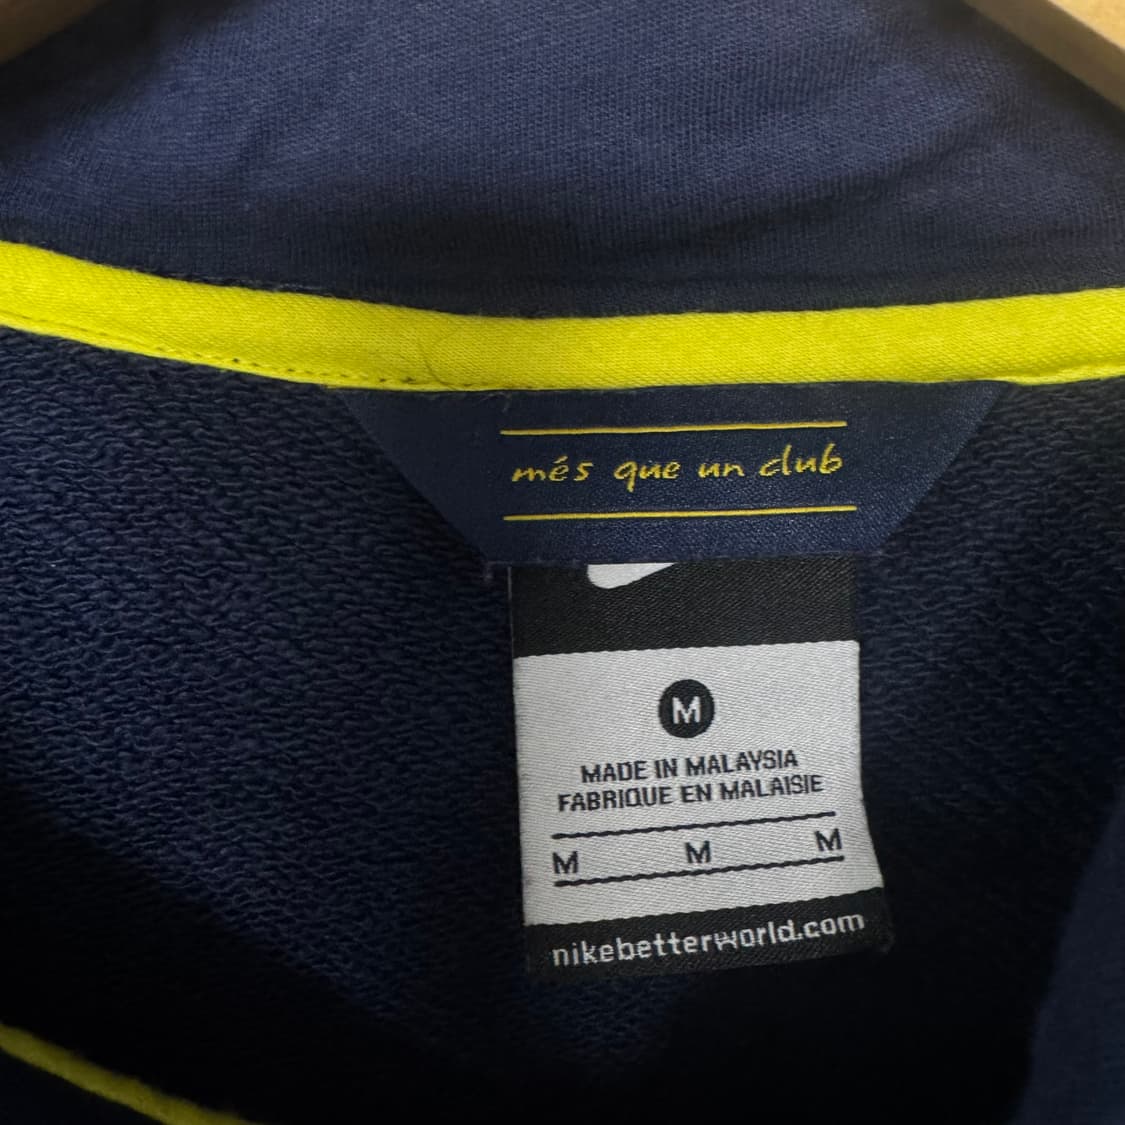 més que un club
M
MADE IN MALAYSIA
FABRIQUE EN MALAISIE
M M M
nikebetterworld.com